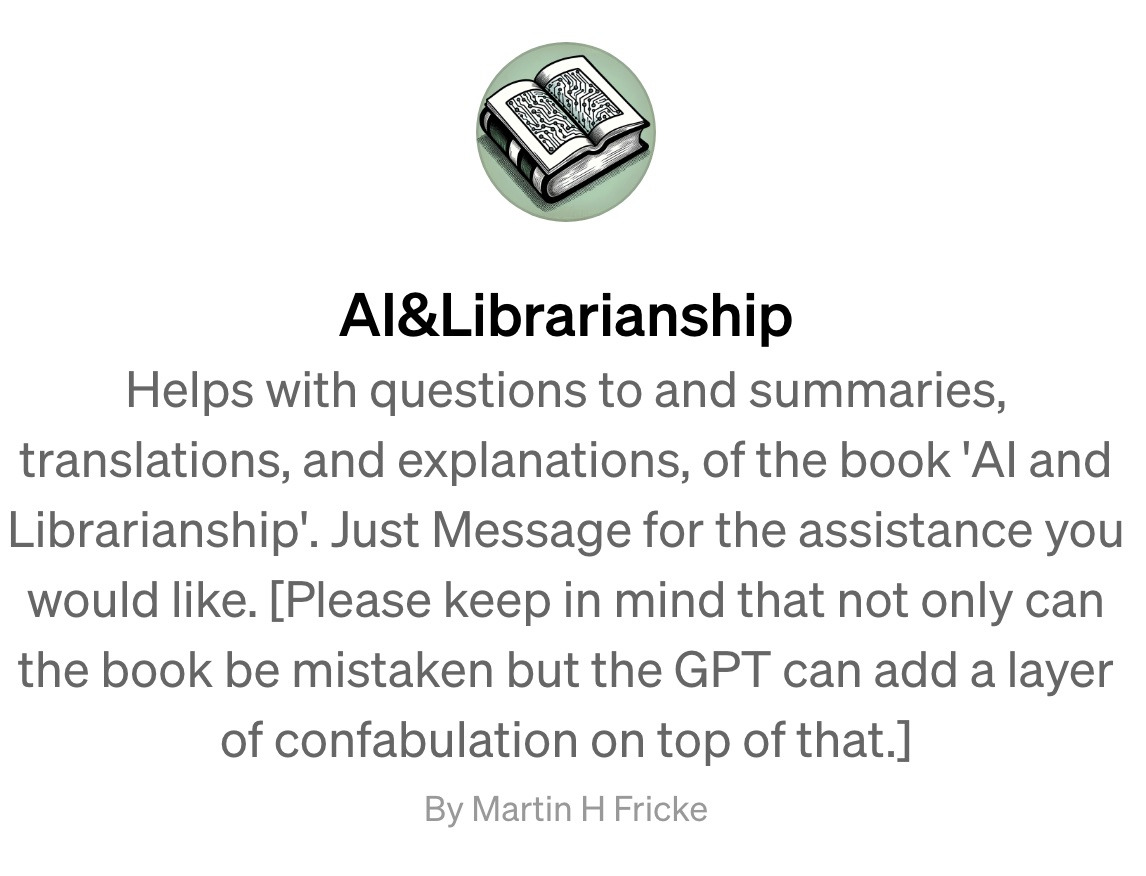 AI&Librarianship
Helps with questions to and summaries,
translations, and explanations, of the book 'AI and
Librarianship'. Just Message for the assistance you
would like. [Please keep in mind that not only can
the book be mistaken but the GPT can add a layer
of confabulation on top of that.]
By Martin H Fricke